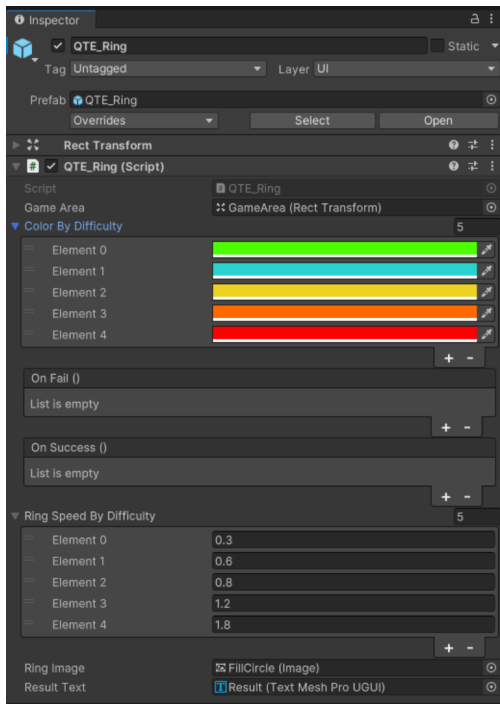 Inspector
QTE_Ring Static
Tag Untagged Layer UI
Prefab QTE_Ring
Overrides Select Open
Rect Transform
# QTE_Ring (Script)
Script QTE_Ring
Game Area GameArea (Rect Transform)
Color By Difficulty 5
Element 0
Element 1
Element 2
Element 3
Element 4
+ -
On Fail ()
List is empty
+ -
On Success ()
List is empty
+ -
Ring Speed By Difficulty 5
Element 0 0.3
Element 1 0.6
Element 2 0.8
Element 3 1.2
Element 4 1.8
+ -
Ring Image FillCircle (Image)
Result Text Result (Text Mesh Pro UGUI)